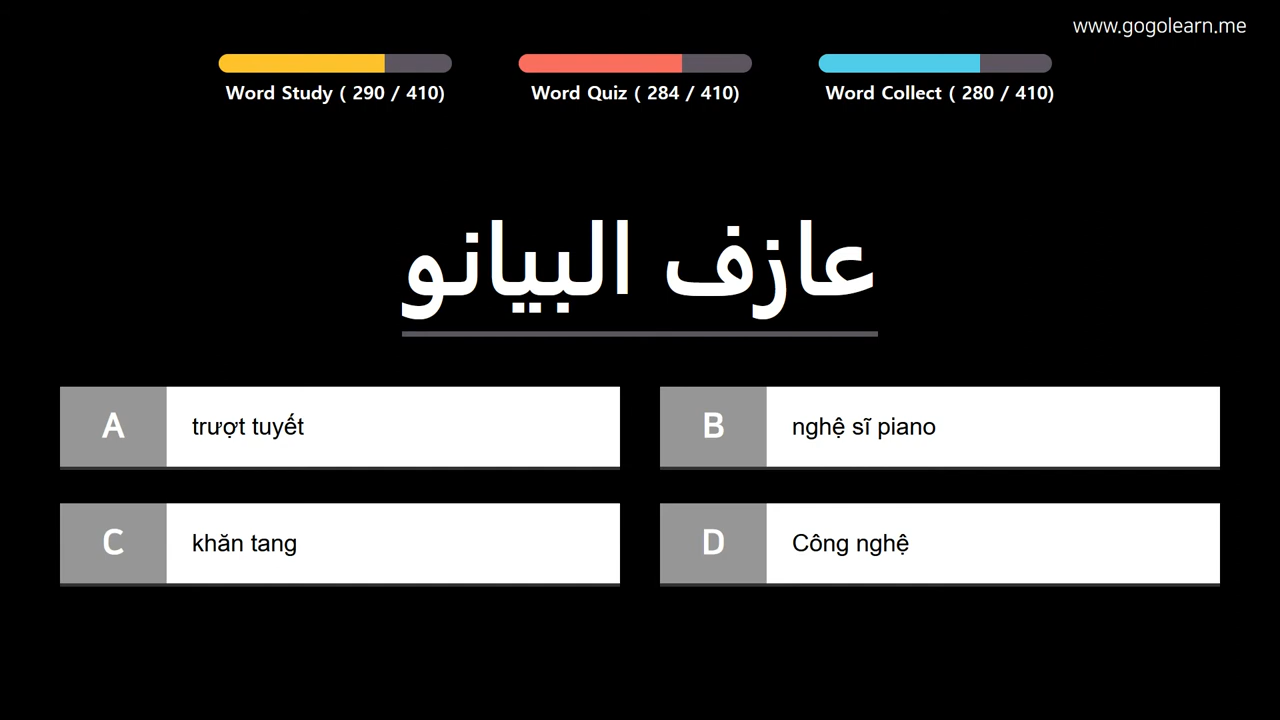 www.gogolearn.me
Word Study ( 290 / 410)
Word Quiz ( 284 / 410)
Word Collect ( 280 / 410)
عازف البيانو
A
trượt tuyết
B
nghệ sĩ piano
C
khăn tang
D
Công nghệ